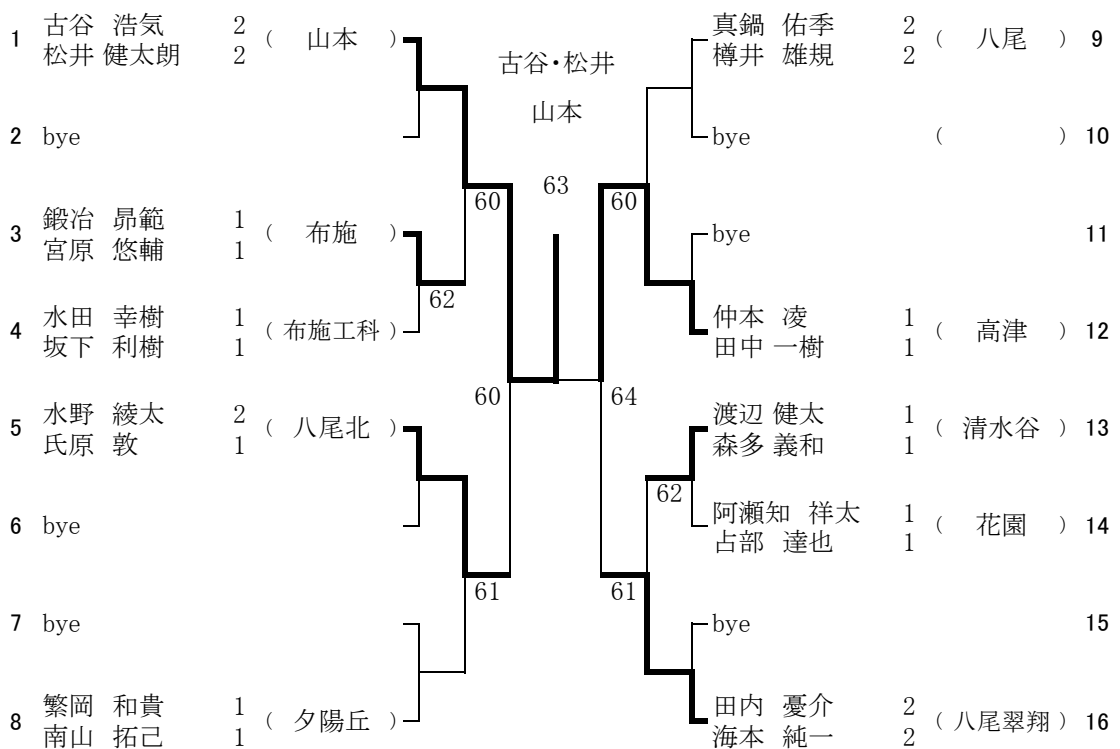 1 古谷 浩気 2 ( 山本 )
松井 健太朗 2
2 bye
3 鍛冶 昴範 1 ( 布施 )
宮原 悠輔 1
4 水田 幸樹 1 ( 布施工科 )
坂下 利樹 1
5 水野 綾太 2 ( 八尾北 )
氏原 敦 1
6 bye
7 bye
8 繁岡 和貴 1 ( 夕陽丘 )
南山 拓己 1
62
60
61
60
古谷・松井
山本
63
60
64
62
61
真鍋 佑季 2 ( 八尾 ) 9
樽井 雄規 2
bye ( ) 10
bye 11
仲本 凌 1 ( 高津 ) 12
田中 一樹 1
渡辺 健太 1 ( 清水谷 ) 13
森多 義和 1
阿瀬知 祥太 1 ( 花園 ) 14
占部 達也 1
bye 15
田内 憂介 2 ( 八尾翠翔 ) 16
海本 純一 2